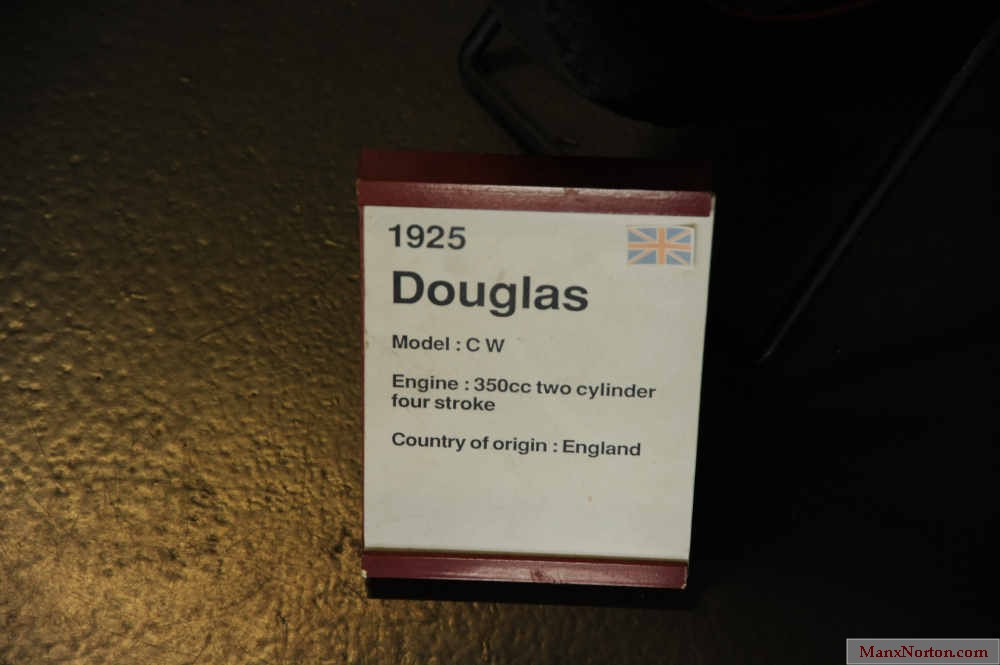 1925
Douglas
Model : C W
Engine : 350cc two cylinder
four stroke
Country of origin : England
ManxNorton.com